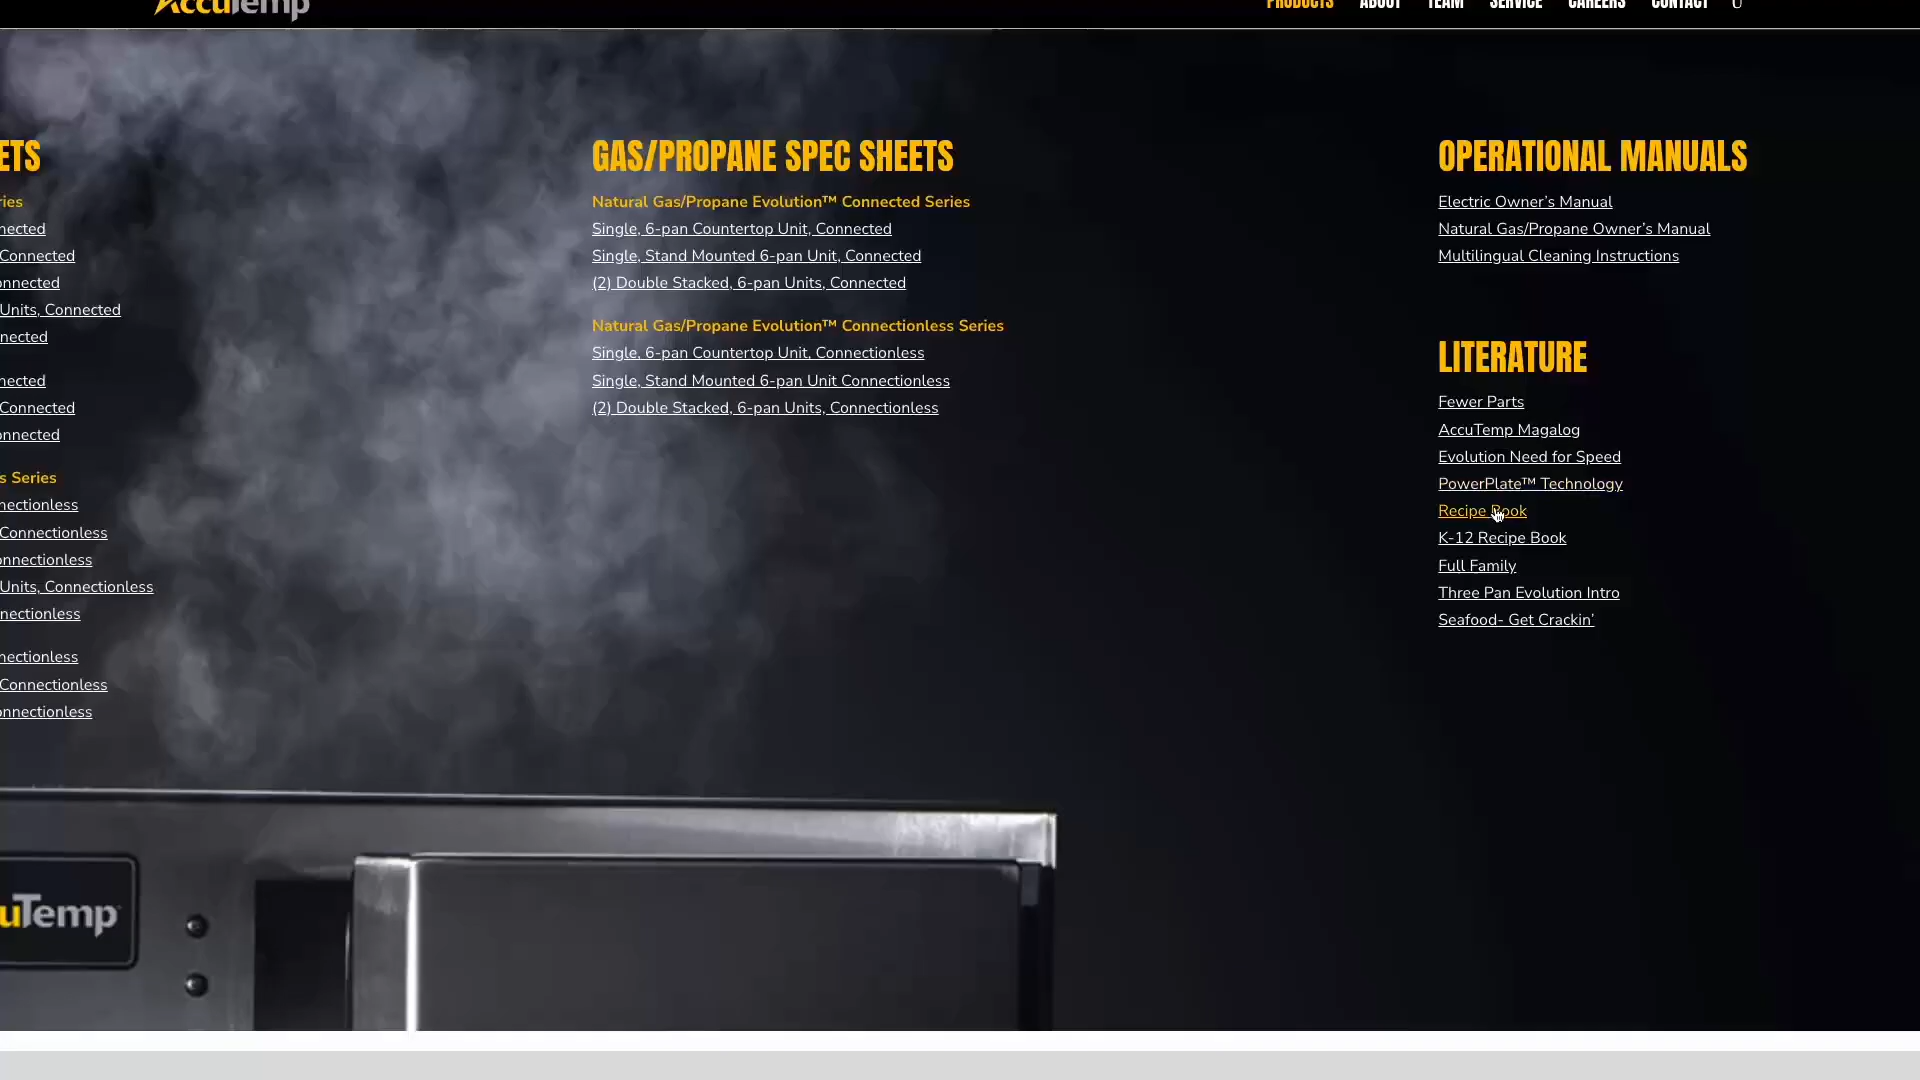 AccuTemp
PRODUCTS ABOUT TEAM SERVICE CAREERS CONTACT U
ETS
ries
nected
Connected
onnected
Units, Connected
nected
nected
Connected
onnected
s Series
nectionless
Connectionless
onnectionless
Units, Connectionless
nectionless
nectionless
Connectionless
onnectionless
GAS/PROPANE SPEC SHEETS
Natural Gas/Propane Evolution™ Connected Series
Single, 6-pan Countertop Unit, Connected
Single, Stand Mounted 6-pan Unit, Connected
(2) Double Stacked, 6-pan Units, Connected
Natural Gas/Propane Evolution™ Connectionless Series
Single, 6-pan Countertop Unit, Connectionless
Single, Stand Mounted 6-pan Unit Connectionless
(2) Double Stacked, 6-pan Units, Connectionless
OPERATIONAL MANUALS
Electric Owner’s Manual
Natural Gas/Propane Owner’s Manual
Multilingual Cleaning Instructions
LITERATURE
Fewer Parts
AccuTemp Magalog
Evolution Need for Speed
PowerPlate™ Technology
Recipe Book
K-12 Recipe Book
Full Family
Three Pan Evolution Intro
Seafood- Get Crackin’
uTemp